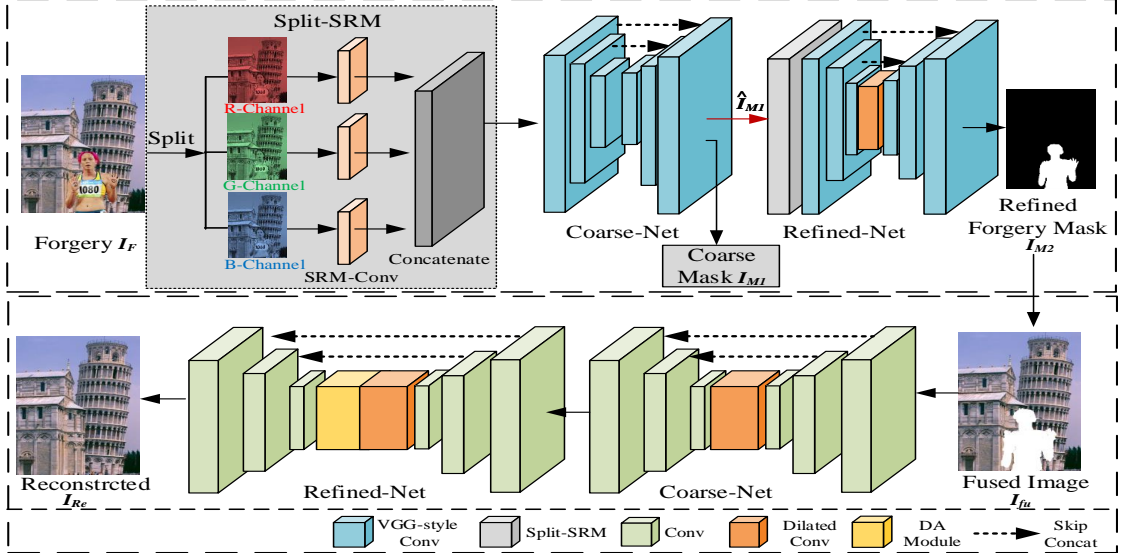 Split-SRM
R-Channel
Split
G-Channel
1080
1080
B-Channel
Forgery I_F
SRM-Conv
Concatenate
Coarse-Net
Coarse
Mask I_M1
Î_M1
Refined-Net
Refined
Forgery Mask
I_M2
Reconstrcted
I_Re
Refined-Net
Coarse-Net
Fused Image
I_fu
VGG-style
Conv
Split-SRM
Conv
Dilated
Conv
DA
Module
Skip
Concat